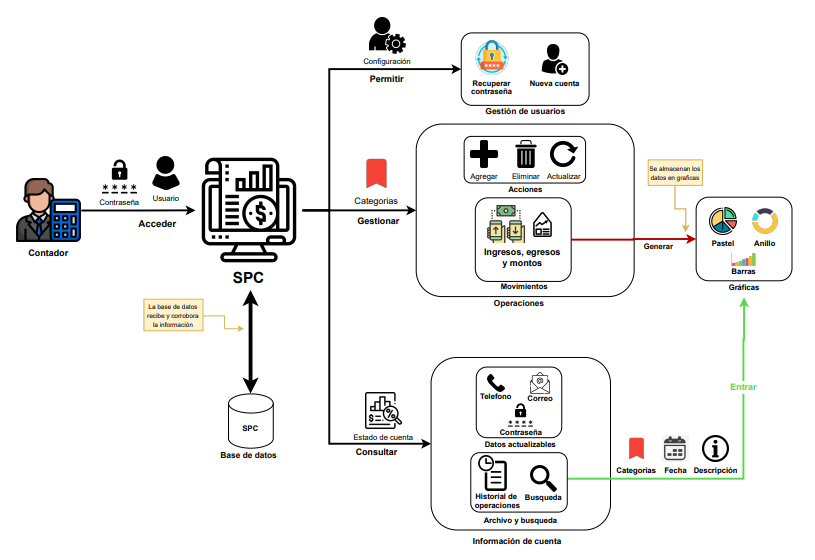 Configuración
Permitir
Recuperar
contraseña
Nueva cuenta
Gestión de usuarios
Contador
Contraseña
Usuario
Acceder
SPC
Categorias
Gestionar
Agregar
Eliminar
Actualizar
Acciones
Ingresos, egresos
y montos
Movimientos
Operaciones
Se almacenan los
datos en graficas
Generar
Pastel
Anillo
Barras
Gráficas
La base de datos
recibe y corrobora
la información
SPC
Base de datos
Estado de cuenta
Consultar
Telefono
Correo
* * * *
Contraseña
Datos actualizables
Historial de
operaciones
Busqueda
Archivo y busqueda
Información de cuenta
Categorias
Fecha
Descripción
Entrar